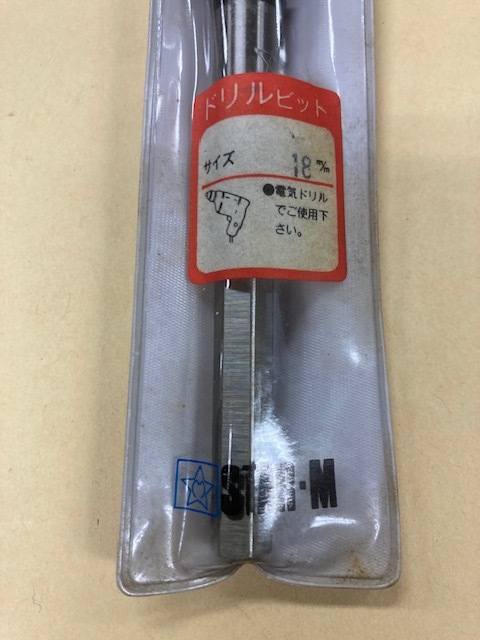 ドリルビット
サイズ 18 m/m
●電気ドリル
でご使用下
さい。
STAR·M